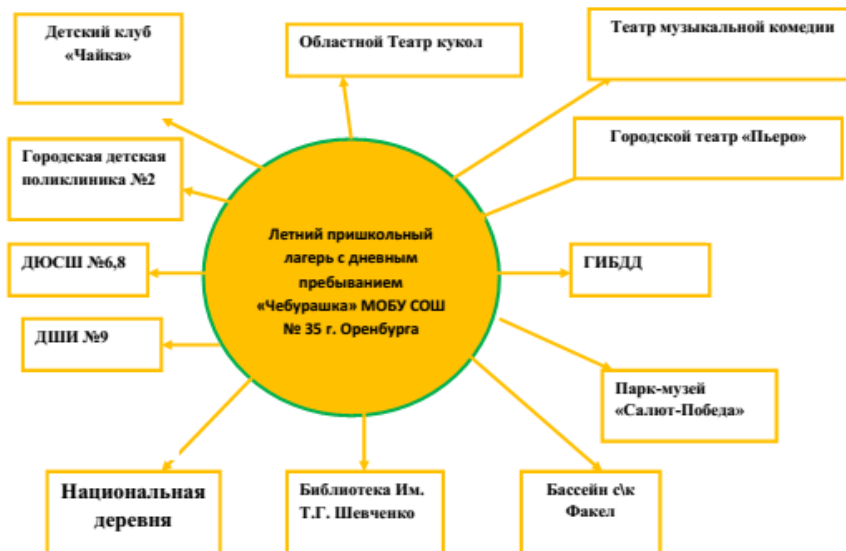 Детский клуб
«Чайка»
Областной Театр кукол
Театр музыкальной комедии
Городская детская
поликлиника №2
Городской театр «Пьеро»
Летний пришкольный
лагерь с дневным
пребыванием
«Чебурашка» МОБУ СОШ
№ 35 г. Оренбурга
ДЮСШ №6,8
ГИБДД
ДШИ №9
Парк-музей
«Салют-Победа»
Национальная
деревня
Библиотека Им.
Т.Г. Шевченко
Бассейн с\к
Факел